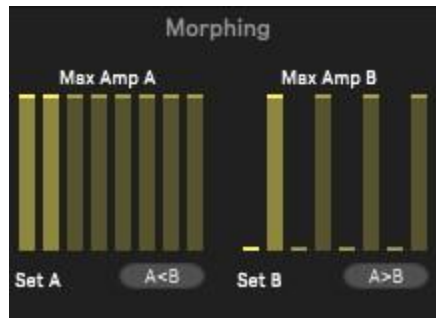 Morphing
Max Amp A
Max Amp B
Set A
A<B
Set B
A>B